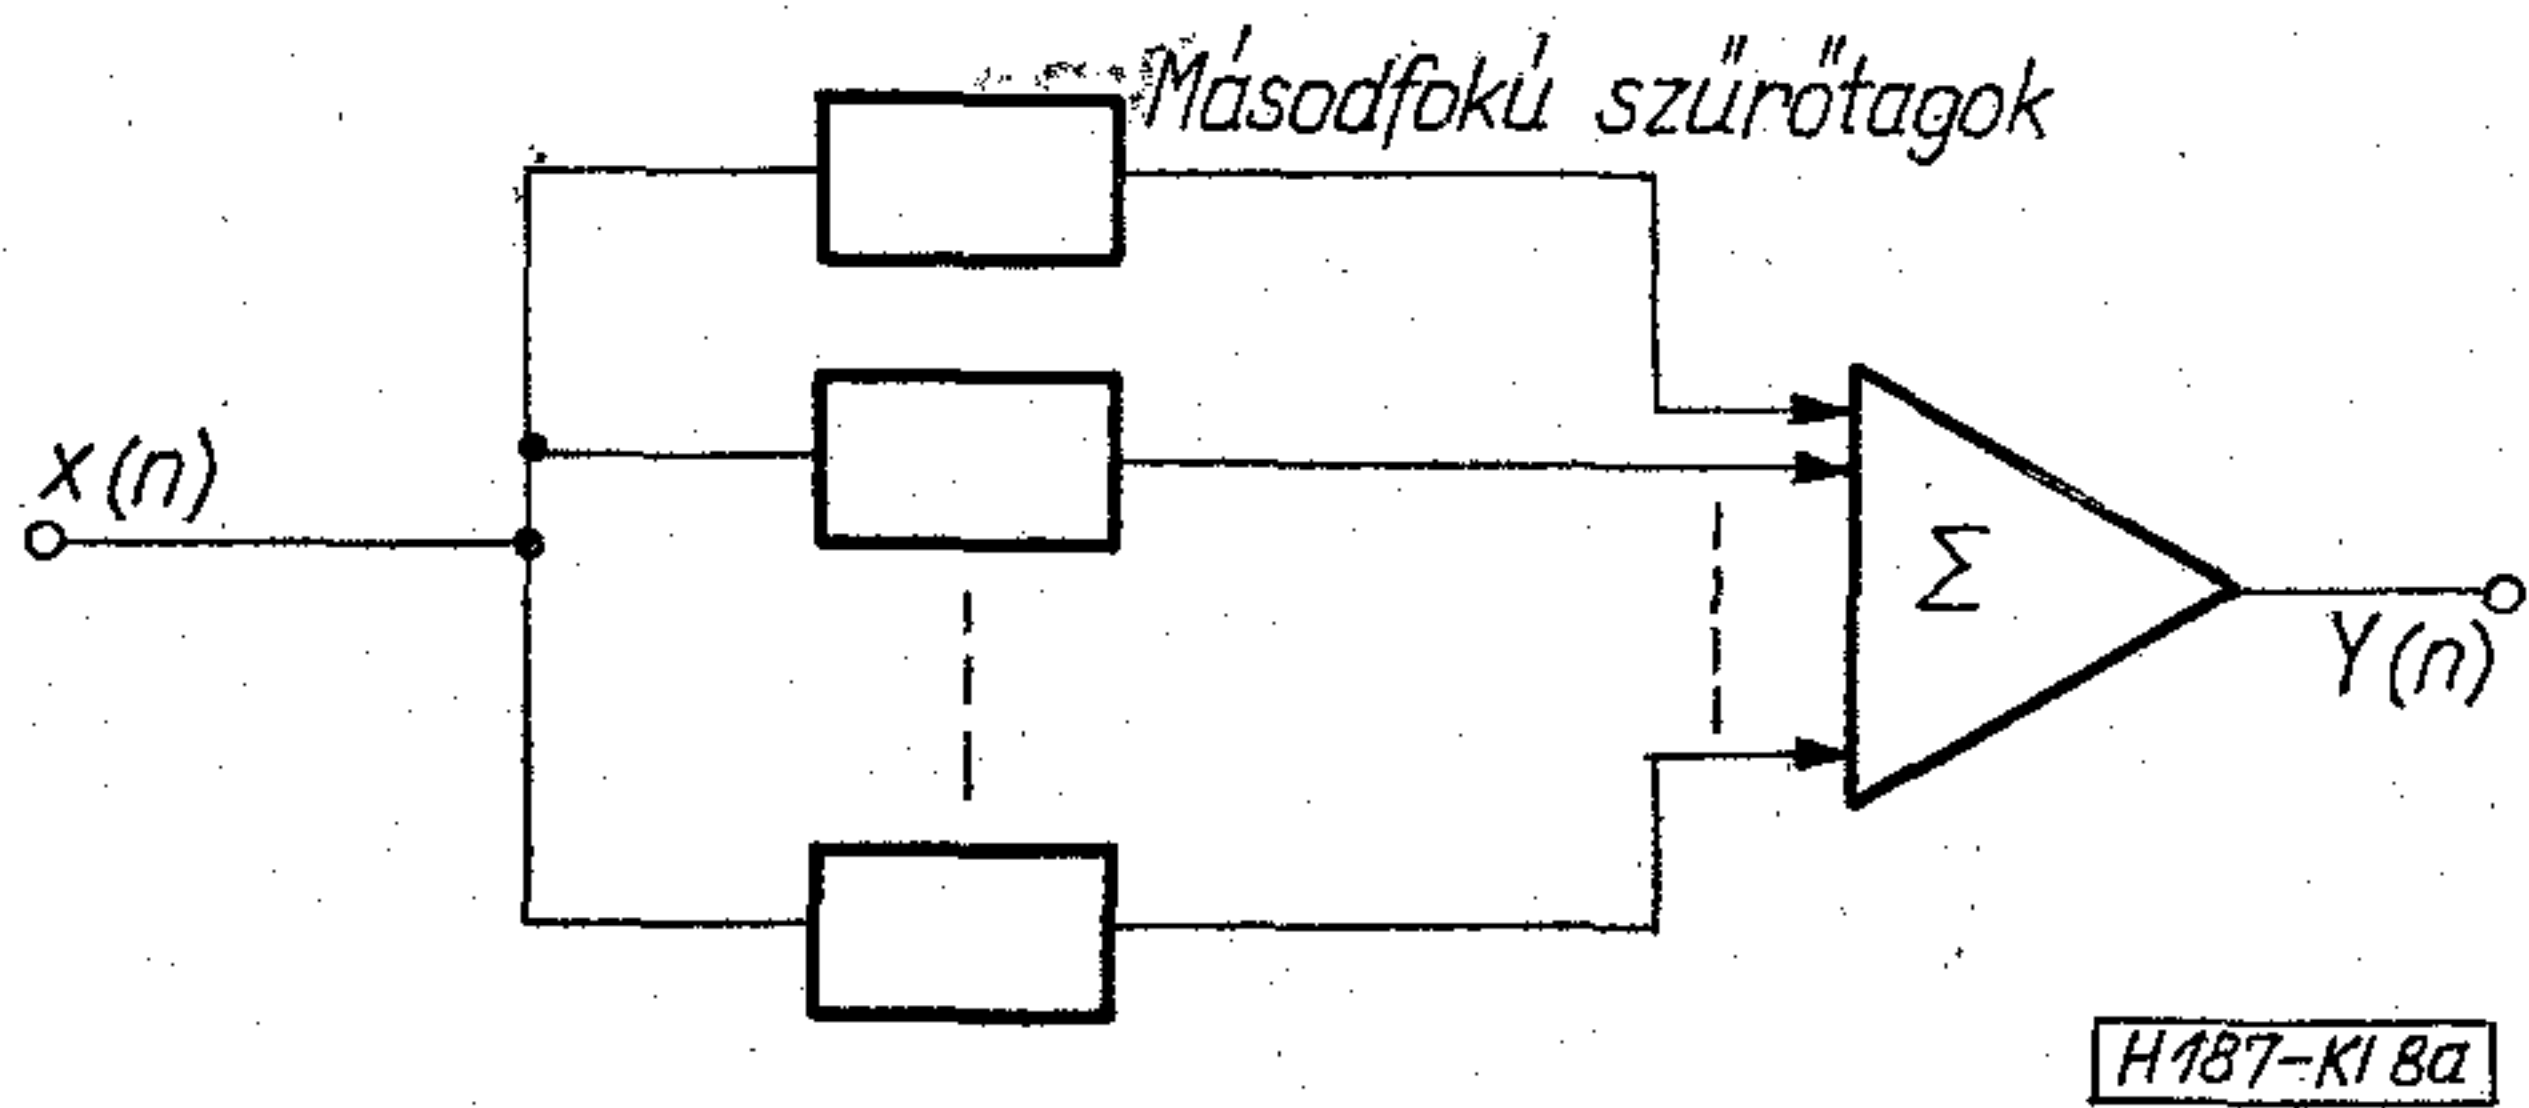 Másodfokú szűrőtagok
x(n)
Σ
Y(n)
H187-KI 8a